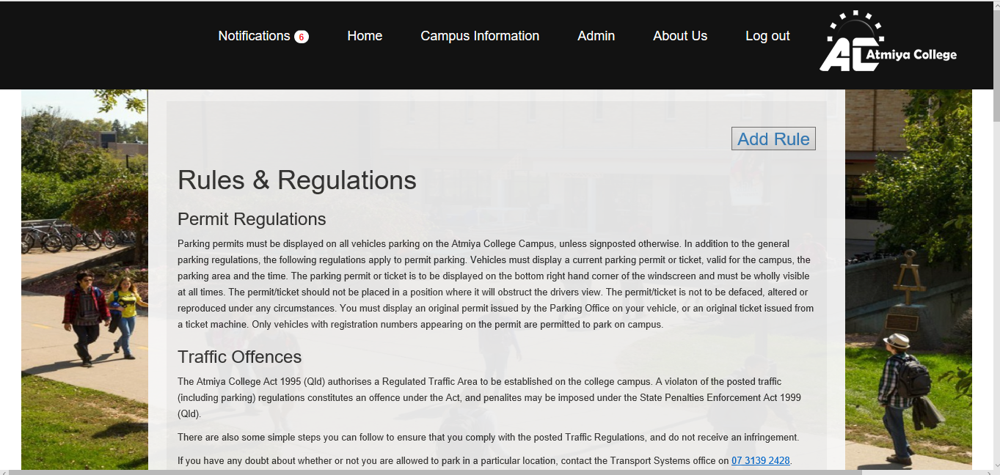 Notifications 6 Home Campus Information Admin About Us Log out
AC Atmiya College
Add Rule
Rules & Regulations
Permit Regulations
Parking permits must be displayed on all vehicles parking on the Atmiya College Campus, unless signposted otherwise. In addition to the general
parking regulations, the following regulations apply to permit parking. Vehicles must display a current parking permit or ticket, valid for the campus, the
parking area and the time. The parking permit or ticket is to be displayed on the bottom right hand corner of the windscreen and must be wholly visible
at all times. The permit/ticket should not be placed in a position where it will obstruct the drivers view. The permit/ticket is not to be defaced, altered or
reproduced under any circumstances. You must display an original permit issued by the Parking Office on your vehicle, or an original ticket issued from
a ticket machine. Only vehicles with registration numbers appearing on the permit are permitted to park on campus.
Traffic Offences
The Atmiya College Act 1995 (Qld) authorises a Regulated Traffic Area to be established on the college campus. A violaton of the posted traffic
(including parking) regulations constitutes an offence under the Act, and penalites may be imposed under the State Penalties Enforcement Act 1999
(Qld).
There are also some simple steps you can follow to ensure that you comply with the posted Traffic Regulations, and do not receive an infringement.
If you have any doubt about whether or not you are allowed to park in a particular location, contact the Transport Systems office on 07 3139 2428.